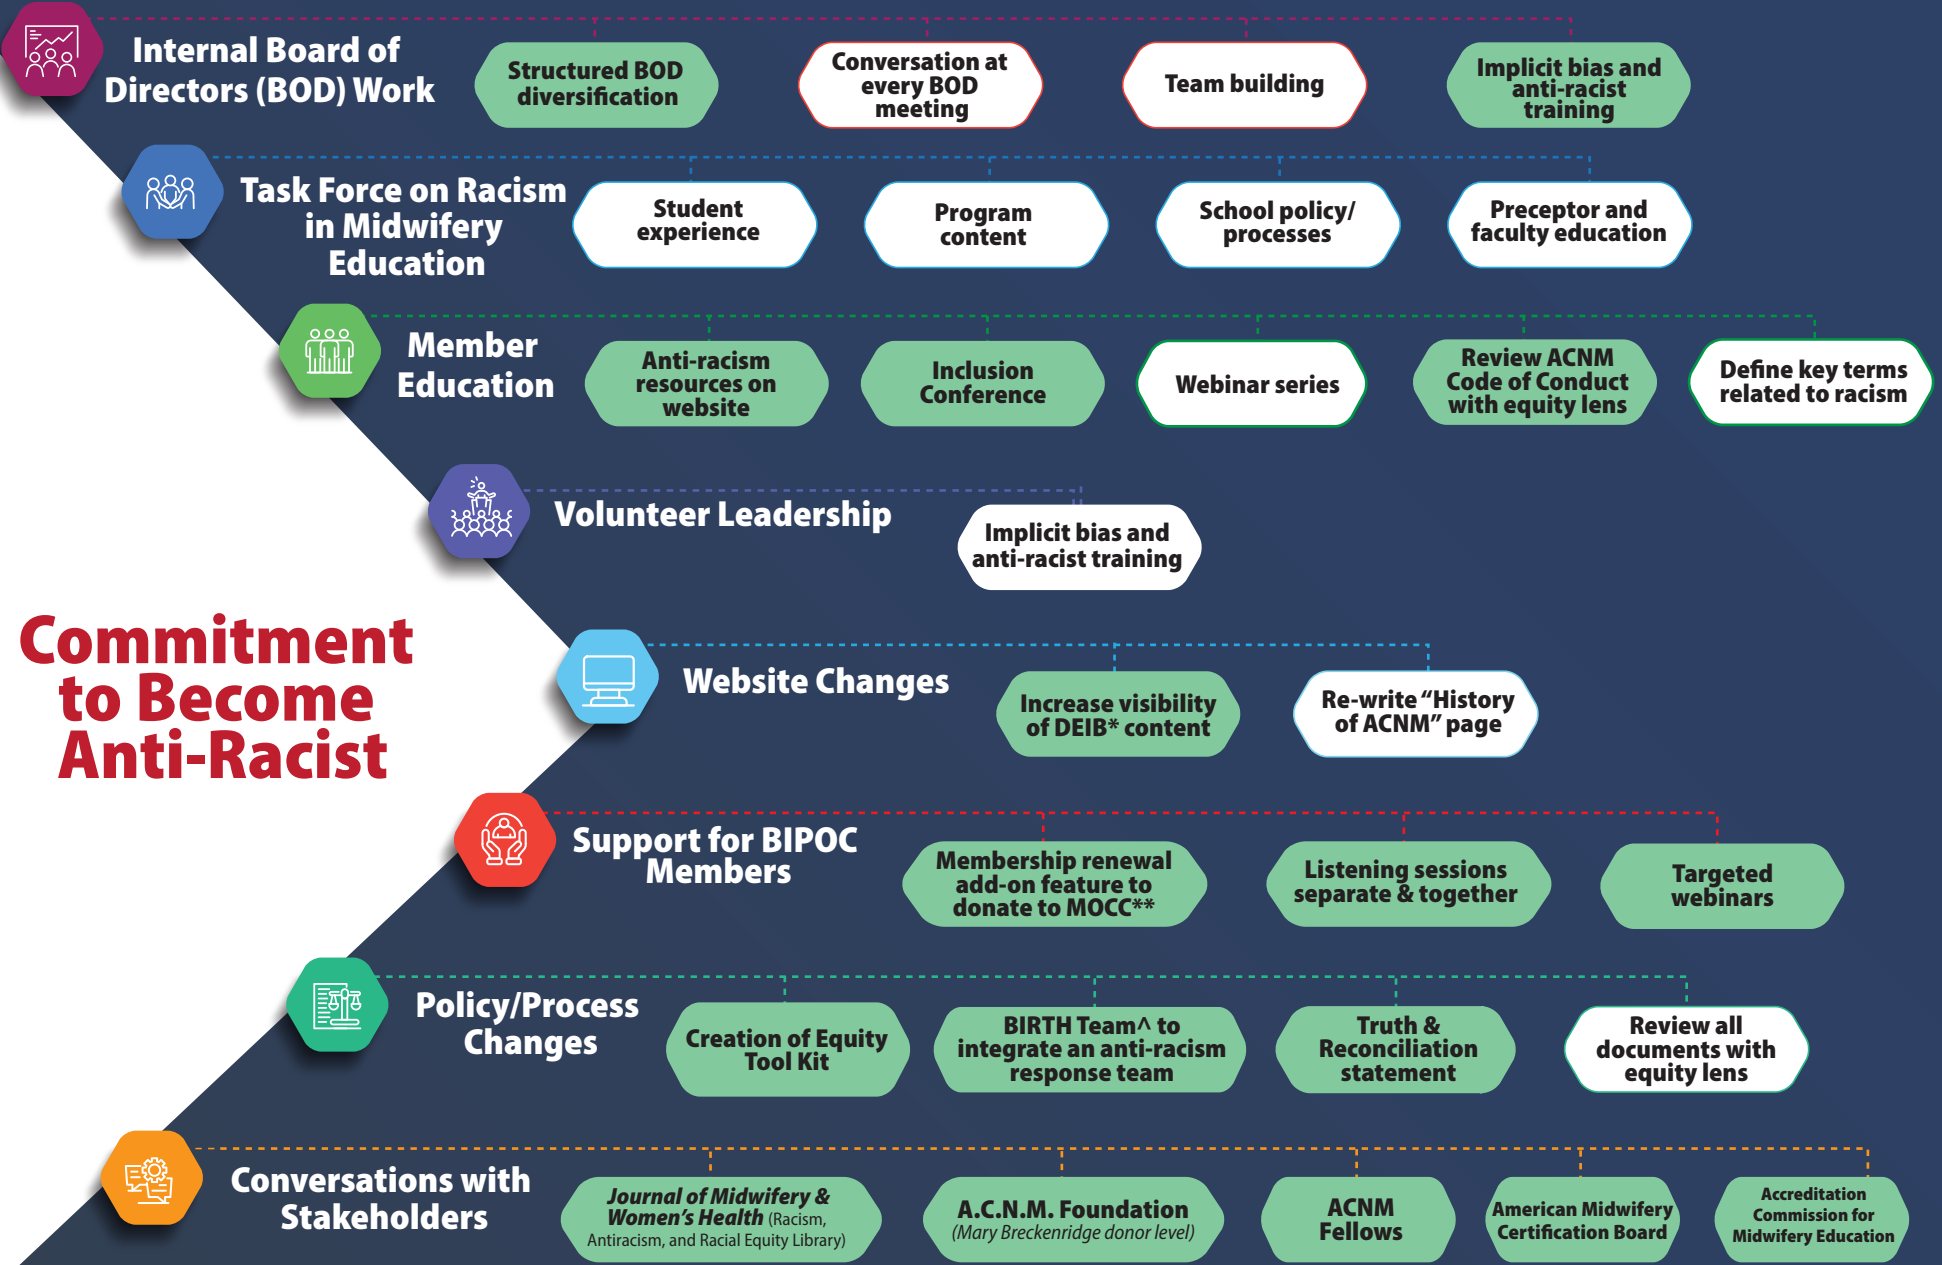 Internal Board of
Directors (BOD) Work
Structured BOD
diversification
Conversation at
every BOD
meeting
Team building
Implicit bias and
anti-racist
training
Task Force on Racism
in Midwifery
Education
Student
experience
Program
content
School policy/
processes
Preceptor and
faculty education
Member
Education
Anti-racism
resources on
website
Inclusion
Conference
Webinar series
Review ACNM
Code of Conduct
with equity lens
Define key terms
related to racism
Volunteer Leadership
Implicit bias and
anti-racist training
Commitment
to Become
Anti-Racist
Website Changes
Increase visibility
of DEIB* content
Re-write “History
of ACNM” page
Support for BIPOC
Members
Membership renewal
add-on feature to
donate to MOCC**
Listening sessions
separate & together
Targeted
webinars
Policy/Process
Changes
Creation of Equity
Tool Kit
BIRTH Team^ to
integrate an anti-racism
response team
Truth &
Reconciliation
statement
Review all
documents with
equity lens
Conversations with
Stakeholders
Journal of Midwifery &
Women’s Health (Racism,
Antiracism, and Racial Equity Library)
A.C.N.M. Foundation
(Mary Breckenridge donor level)
ACNM
Fellows
American Midwifery
Certification Board
Accreditation
Commission for
Midwifery Education